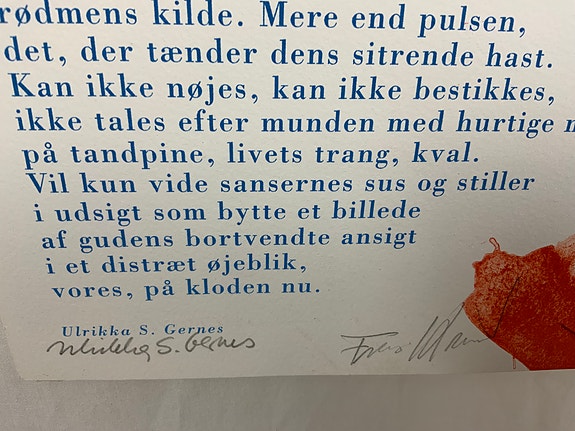 rødmens kilde. Mere end pulsen,
det, der tænder dens sitrende hast.
Kan ikke nøjes, kan ikke bestikkes,
ikke tales efter munden med hurtige
på tandpine, livets trang, kval.
Vil kun vide sansernes sus og stiller
i udsigt som bytte et billede
af gudens bortvendte ansigt
i et distræt øjeblik,
vores, på kloden nu.
Ulrikka S. Gernes
Ulrikka S. Gernes